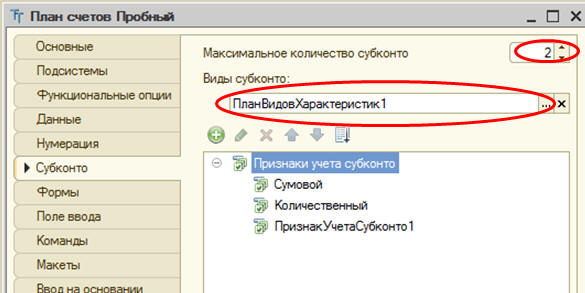 План счетов Пробный
Основные
Подсистемы
Функциональные опции
Данные
Нумерация
Субконто
Формы
Поле ввода
Команды
Макеты
Ввод на основании
Максимальное количество субконто 2
Виды субконто:
ПланВидовХарактеристик1 ...
Признаки учета субконто
Сумовой
Количественный
ПризнакУчетаСубконто1